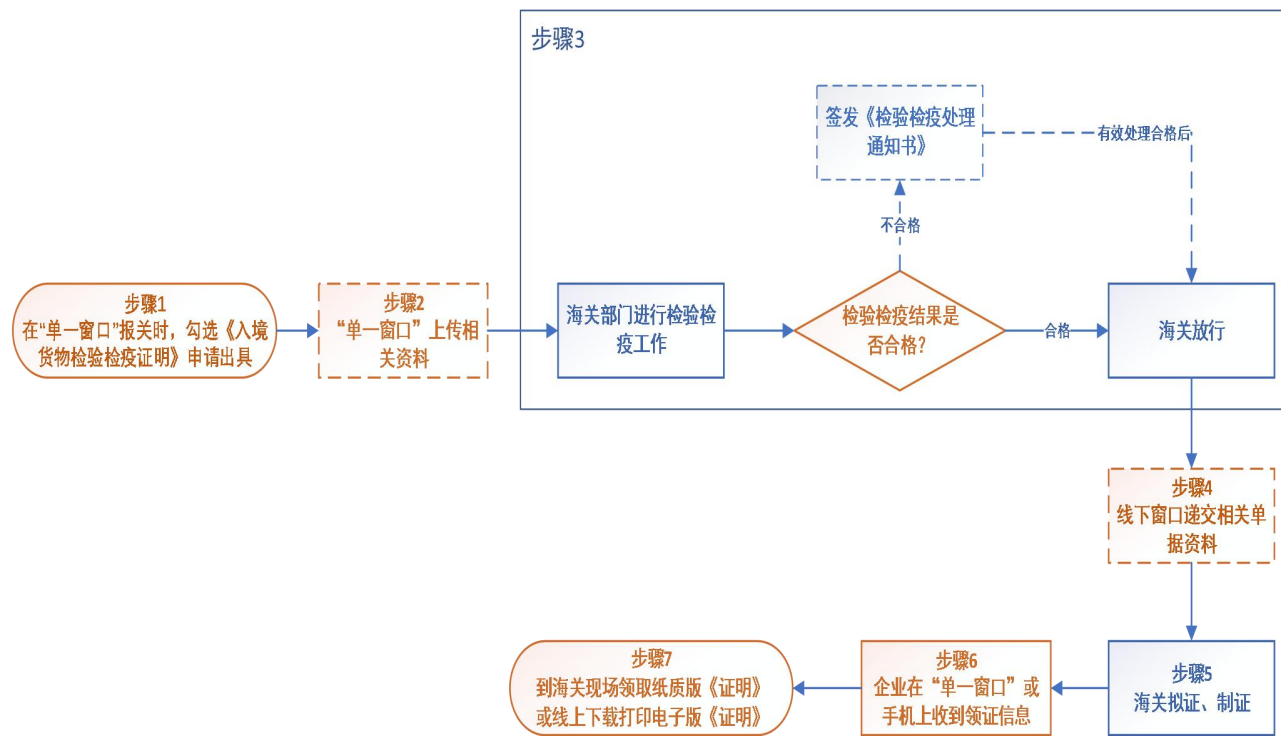 步骤3
签发《检验检疫处理
通知书》
有效处理合格后
不合格
步骤1
在“单一窗口”报关时，勾选《入境
货物检验检疫证明》申请出具
步骤2
“单一窗口”上传相
关资料
海关部门进行检验检
疫工作
检验检疫结果是
否合格？
合格
海关放行
步骤4
线下窗口递交相关单
据资料
步骤5
海关拟证、制证
步骤6
企业在“单一窗口”或
手机上收到领证信息
步骤7
到海关现场领取纸质版《证明》
或线上下载打印电子版《证明》